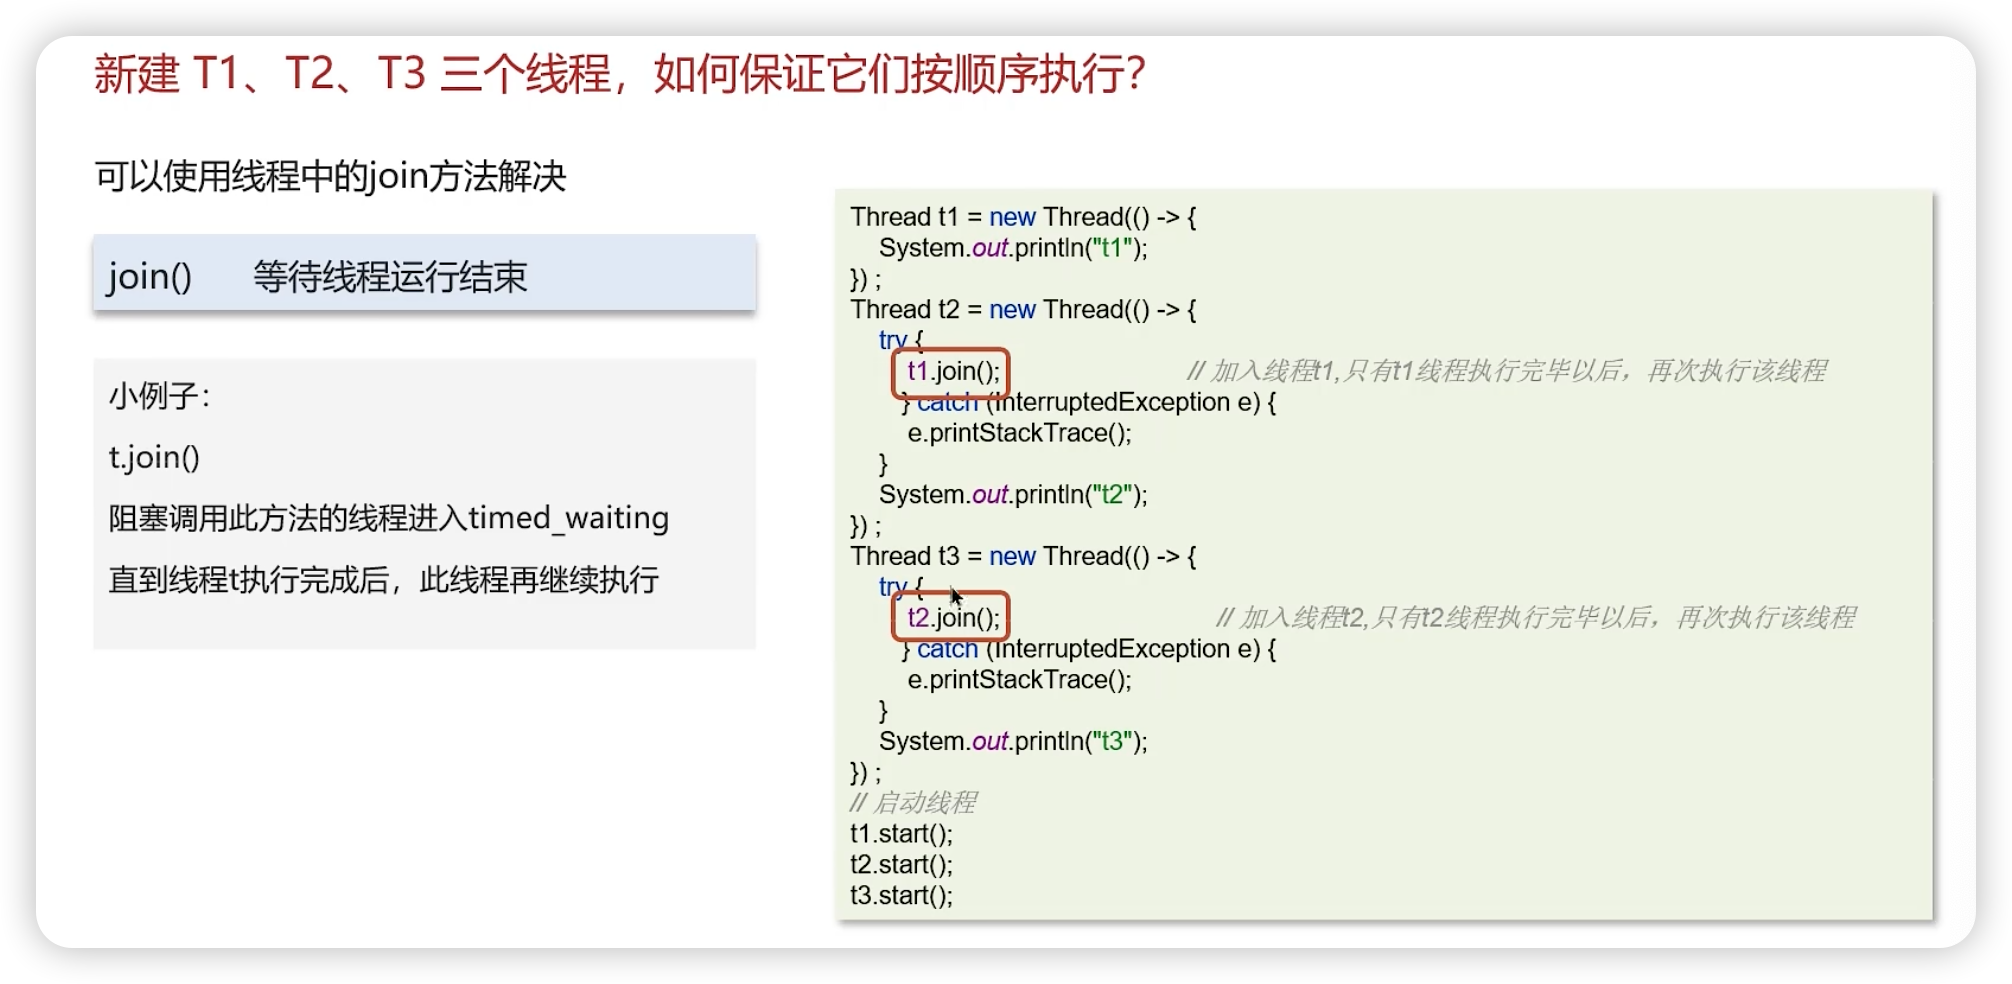 新建 T1、T2、T3 三个线程，如何保证它们按顺序执行？
可以使用线程中的join方法解决
join() 等待线程运行结束
小例子：
t.join()
阻塞调用此方法的线程进入timed_waiting
直到线程t执行完成后，此线程再继续执行
Thread t1 = new Thread(() -> {
System.out.println("t1");
}) ;
Thread t2 = new Thread(() -> {
try {
t1.join(); // 加入线程t1,只有t1线程执行完毕以后，再次执行该线程
} catch (InterruptedException e) {
e.printStackTrace();
}
System.out.println("t2");
}) ;
Thread t3 = new Thread(() -> {
try {
t2.join(); // 加入线程t2,只有t2线程执行完毕以后，再次执行该线程
} catch (InterruptedException e) {
e.printStackTrace();
}
System.out.println("t3");
}) ;
// 启动线程
t1.start();
t2.start();
t3.start();